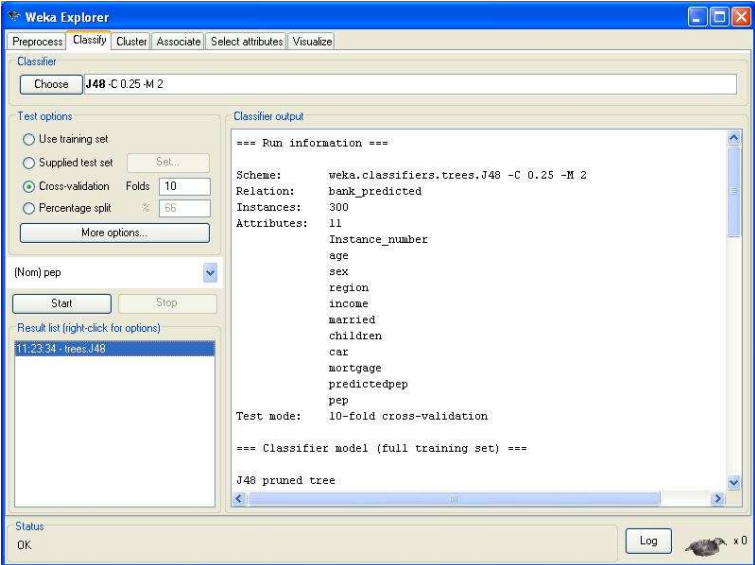 Weka Explorer
Preprocess Classify Cluster Associate Select attributes Visualize
Classifier
Choose J48 -C 0.25 -M 2
Test options
Use training set
Supplied test set Set...
Cross-validation Folds 10
Percentage split % 66
More options...
(Nom) pep
Start Stop
Result list (right-click for options)
11:23:34 - trees.J48
Classifier output
=== Run information ===
Scheme: weka.classifiers.trees.J48 -C 0.25 -M 2
Relation: bank_predicted
Instances: 300
Attributes: 11
Instance_number
age
sex
region
income
married
children
car
mortgage
predictedpep
pep
Test mode: 10-fold cross-validation
=== Classifier model (full training set) ===
J48 pruned tree
Status
OK
Log
x 0